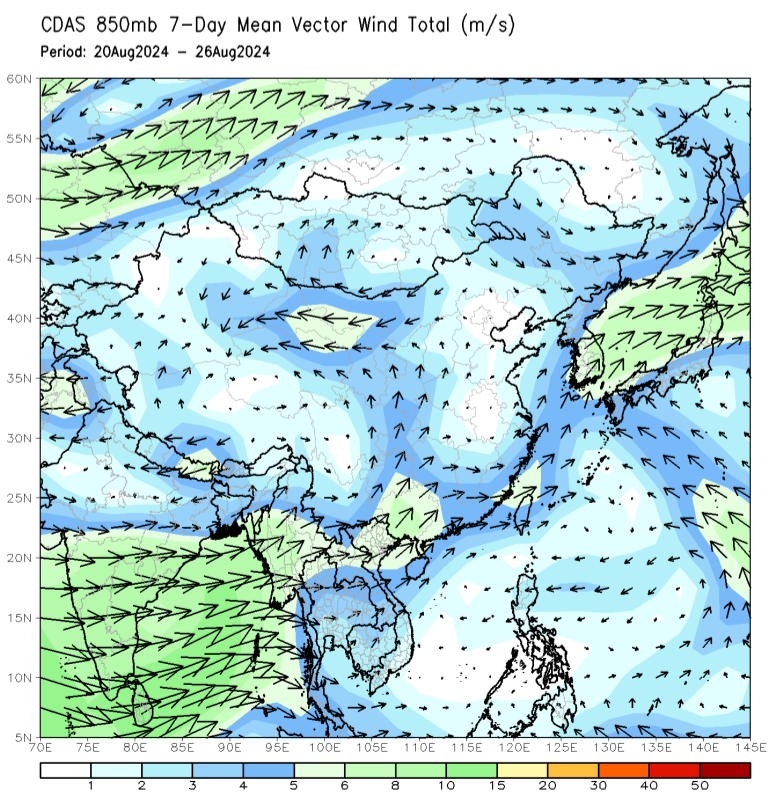 CDAS 850mb 7-Day Mean Vector Wind Total (m/s)
Period: 20Aug2024 - 26Aug2024
60N
55N
50N
45N
40N
35N
30N
25N
20N
15N
10N
5N
70E 75E 80E 85E 90E 95E 100E 105E 110E 115E 120E 125E 130E 135E 140E 145E
1 2 3 4 5 6 8 10 15 20 30 40 50